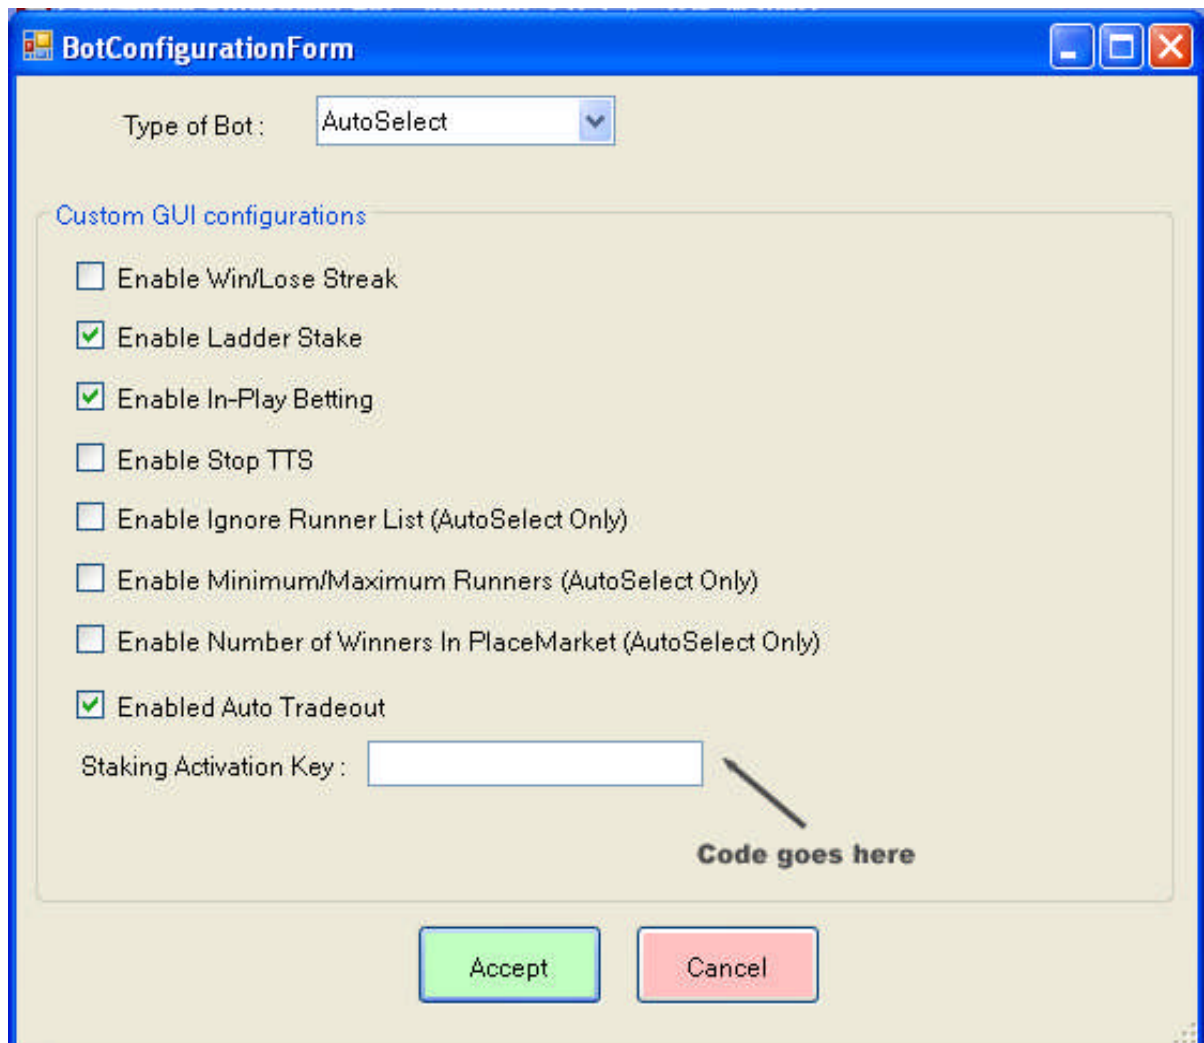 BotConfigurationForm
Type of Bot :
AutoSelect
Custom GUI configurations
Enable Win/Lose Streak
Enable Ladder Stake
Enable In-Play Betting
Enable Stop TTS
Enable Ignore Runner List (AutoSelect Only)
Enable Minimum/Maximum Runners (AutoSelect Only)
Enable Number of Winners In PlaceMarket (AutoSelect Only)
Enabled Auto Tradeout
Staking Activation Key :
Code goes here
Accept
Cancel